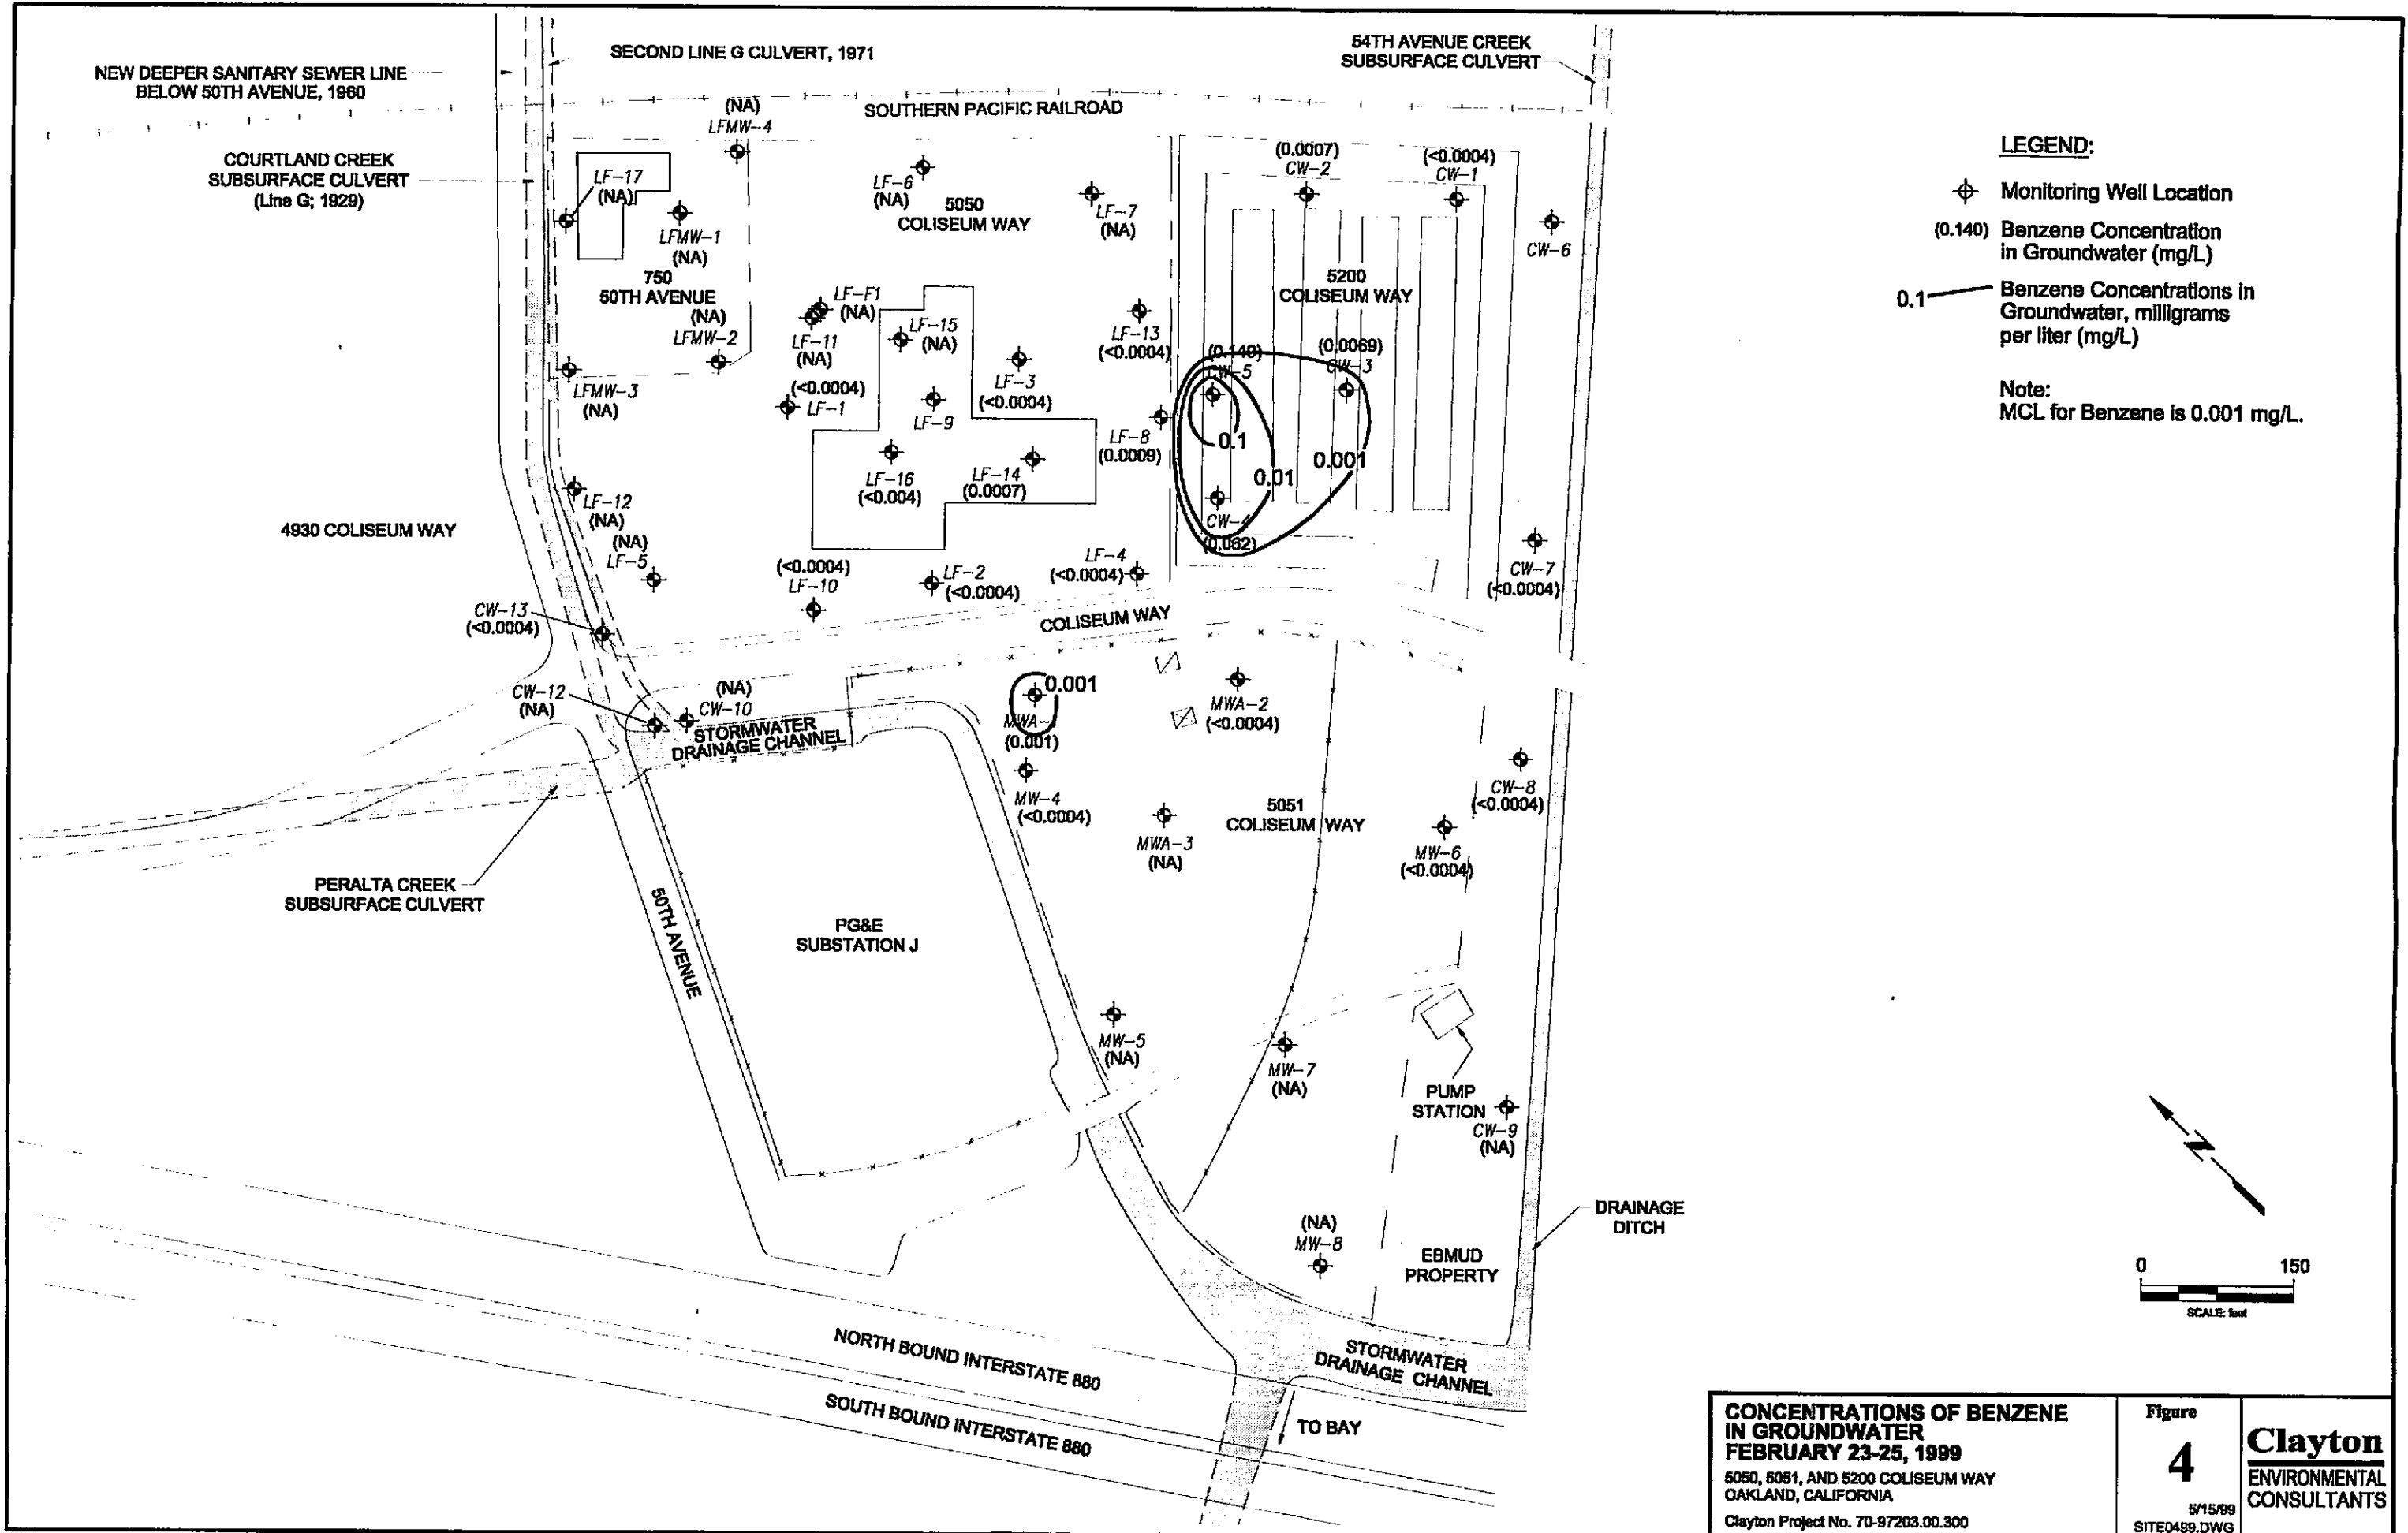 SECOND LINE G CULVERT, 1971
54TH AVENUE CREEK
SUBSURFACE CULVERT
NEW DEEPER SANITARY SEWER LINE
BELOW 50TH AVENUE, 1960
(NA)
LFMW-4
SOUTHERN PACIFIC RAILROAD
COURTLAND CREEK
SUBSURFACE CULVERT
(Line G; 1929)
LF-17
(NA)
LFMW-1
(NA)
LF-6
(NA)
5050
COLISEUM WAY
LF-7
(NA)
(0.0007)
CW-2
(<0.0004)
CW-1
CW-6
LEGEND:
Monitoring Well Location
(0.140) Benzene Concentration
in Groundwater (mg/L)
0.1 Benzene Concentrations in
Groundwater, milligrams
per liter (mg/L)
Note:
MCL for Benzene is 0.001 mg/L.
750
50TH AVENUE
(NA)
LFMW-2
LF-F1
(NA)
LF-11
(NA)
LF-15
(NA)
LF-13
(<0.0004)
5200
COLISEUM WAY
(0.140)
CW-5
(0.0069)
CW-3
LFMW-3
(NA)
(<0.0004)
LF-1
LF-9
LF-3
(<0.0004)
LF-8
(0.0009)
0.1
0.01
0.001
LF-16
(<0.004)
LF-14
(0.0007)
CW-4
(0.062)
LF-12
(NA)
4930 COLISEUM WAY
(NA)
LF-5
(<0.0004)
LF-10
LF-2
(<0.0004)
LF-4
(<0.0004)
CW-7
(<0.0004)
CW-13
(<0.0004)
COLISEUM WAY
CW-12
(NA)
(NA)
CW-10
STORMWATER
DRAINAGE CHANNEL
0.001
MWA-
(0.001)
MWA-2
(<0.0004)
MW-4
(<0.0004)
MWA-3
(NA)
5051
COLISEUM WAY
CW-8
(<0.0004)
MW-6
(<0.0004)
PERALTA CREEK
SUBSURFACE CULVERT
50TH AVENUE
PG&E
SUBSTATION J
MW-5
(NA)
MW-7
(NA)
PUMP
STATION
CW-9
(NA)
DRAINAGE
DITCH
(NA)
MW-8
EBMUD
PROPERTY
N
0 150
SCALE: feet
NORTH BOUND INTERSTATE 880
SOUTH BOUND INTERSTATE 880
STORMWATER
DRAINAGE CHANNEL
TO BAY
CONCENTRATIONS OF BENZENE
IN GROUNDWATER
FEBRUARY 23-25, 1999
5050, 5051, AND 5200 COLISEUM WAY
OAKLAND, CALIFORNIA
Clayton Project No. 70-97203.00.300
Figure
4
5/15/99
SITE0499.DWG
Clayton
ENVIRONMENTAL
CONSULTANTS